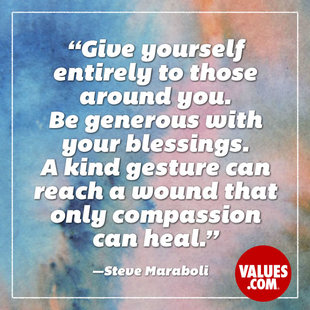 “Give yourself
entirely to those
around you.
Be generous with
your blessings.
A kind gesture can
reach a wound that
only compassion
can heal.”
—Steve Maraboli
VALUES
.COM